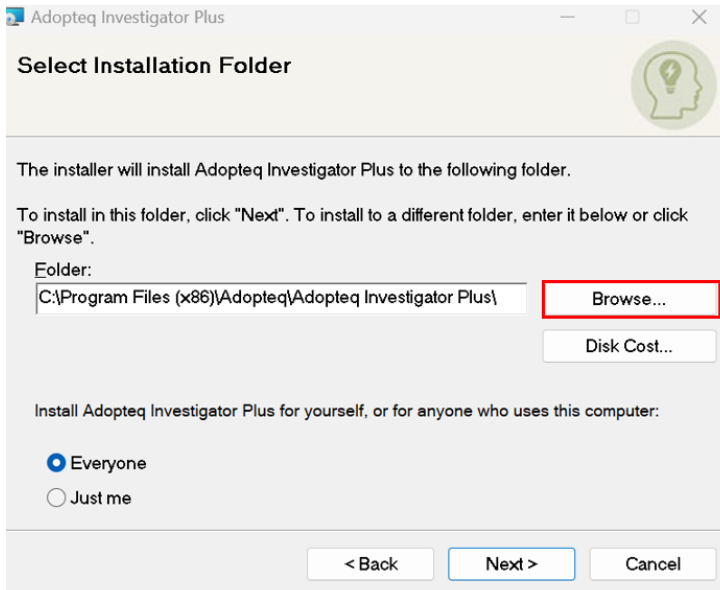 Adopteq Investigator Plus
Select Installation Folder
The installer will install Adopteq Investigator Plus to the following folder.
To install in this folder, click "Next". To install to a different folder, enter it below or click
"Browse".
Folder:
C:\Program Files (x86)\Adopteq\Adopteq Investigator Plus\
Browse...
Disk Cost...
Install Adopteq Investigator Plus for yourself, or for anyone who uses this computer:
Everyone
Just me
< Back
Next >
Cancel